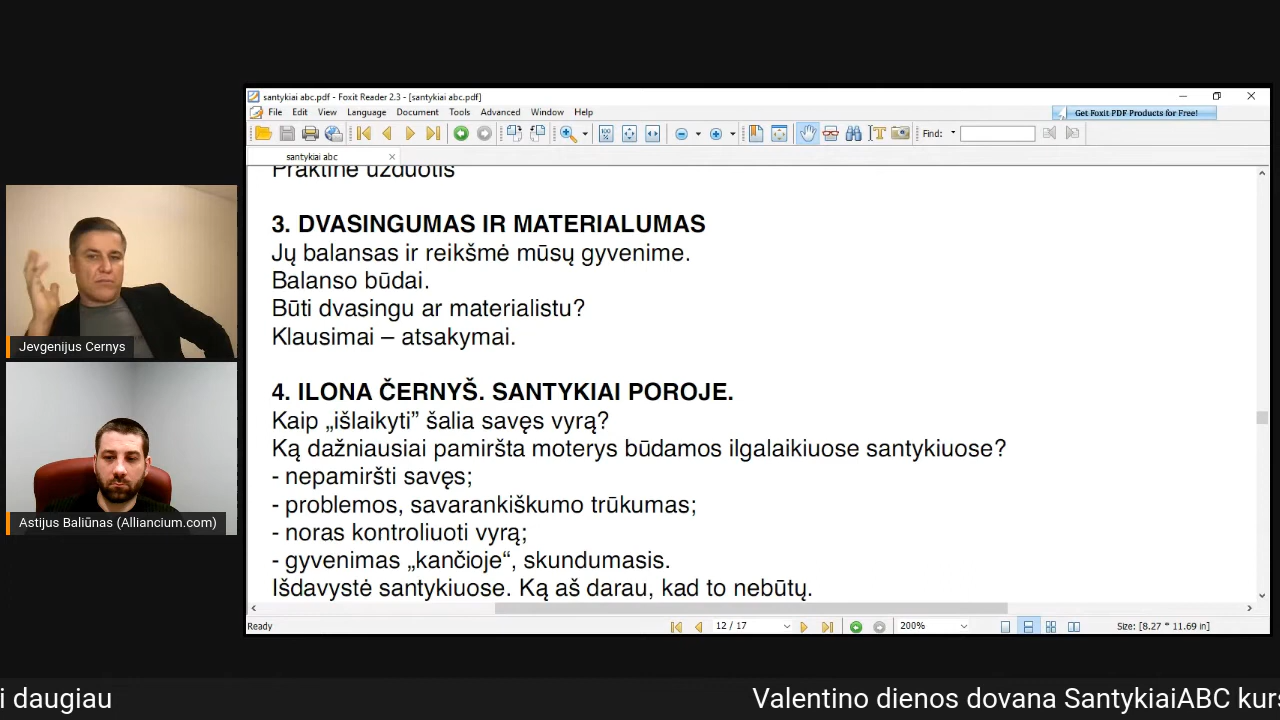 santykiai abc.pdf - Foxit Reader 2.3 - [santykiai abc.pdf]
File Edit View Language Document Tools Advanced Window Help
Get Foxit PDF Products for Free!
Find:
santykiai abc
Praktinė užduotis
3. DVASINGUMAS IR MATERIALUMAS
Jų balansas ir reikšmė mūsų gyvenime.
Balanso būdai.
Būti dvasingu ar materialistu?
Klausimai – atsakymai.
4. ILONA ČERNYŠ. SANTYKIAI POROJE.
Kaip „išlaikyti” šalia savęs vyrą?
Ką dažniausiai pamiršta moterys būdamos ilgalaikiuose santykiuose?
- nepamiršti savęs;
- problemos, savarankiškumo trūkumas;
- noras kontroliuoti vyrą;
- gyvenimas „kančioje“, skundumasis.
Išdavystė santykiuose. Ką aš darau, kad to nebūtų.
Ready
12 / 17
200%
Size: [8.27 * 11.69 in]
Jevgenijus Cernys
Astijus Baliūnas (Alliancium.com)
i daugiau
Valentino dienos dovana SantykiaiABC kurs